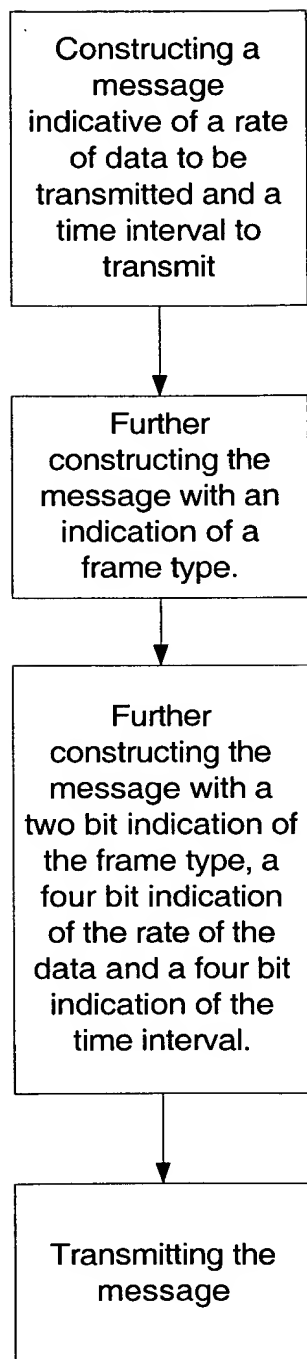 Constructing a
message
indicative of a rate
of data to be
transmitted and a
time interval to
transmit
Further
constructing the
message with an
indication of a
frame type.
Further
constructing the
message with a
two bit indication of
the frame type, a
four bit indication
of the rate of the
data and a four bit
indication of the
time interval.
Transmitting the
message